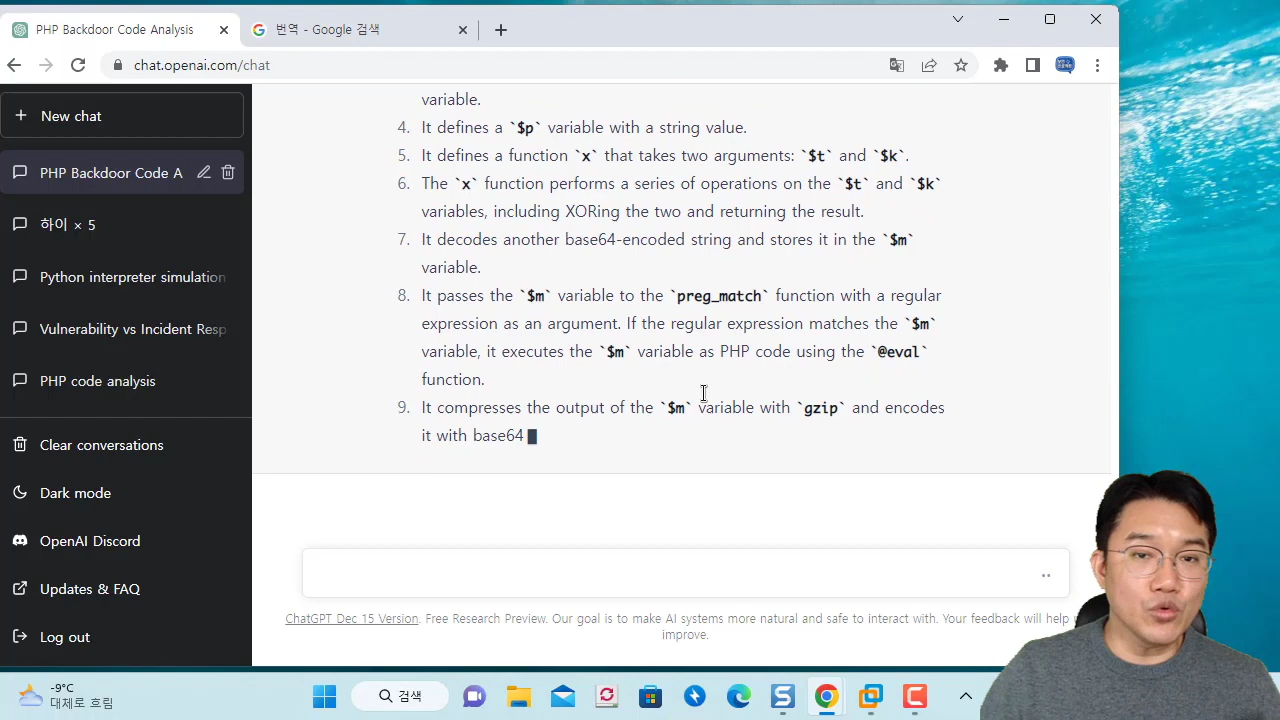 PHP Backdoor Code Analysis
번역 - Google 검색
chat.openai.com/chat
New chat
PHP Backdoor Code A
하이 × 5
Python interpreter simulation
Vulnerability vs Incident Resp
PHP code analysis
Clear conversations
Dark mode
OpenAI Discord
Updates & FAQ
Log out
variable.
4. It defines a `$p` variable with a string value.
5. It defines a function `x` that takes two arguments: `$t` and `$k`.
6. The `x` function performs a series of operations on the `$t` and `$k`
variables, including XORing the two and returning the result.
7. It decodes another base64-encoded string and stores it in the `$m`
variable.
8. It passes the `$m` variable to the `preg_match` function with a regular
expression as an argument. If the regular expression matches the `$m`
variable, it executes the `$m` variable as PHP code using the `@eval`
function.
9. It compresses the output of the `$m` variable with `gzip` and encodes
it with base64
ChatGPT Dec 15 Version. Free Research Preview. Our goal is to make AI systems more natural and safe to interact with. Your feedback will help
improve.
-9°C
대체로 흐림
검색